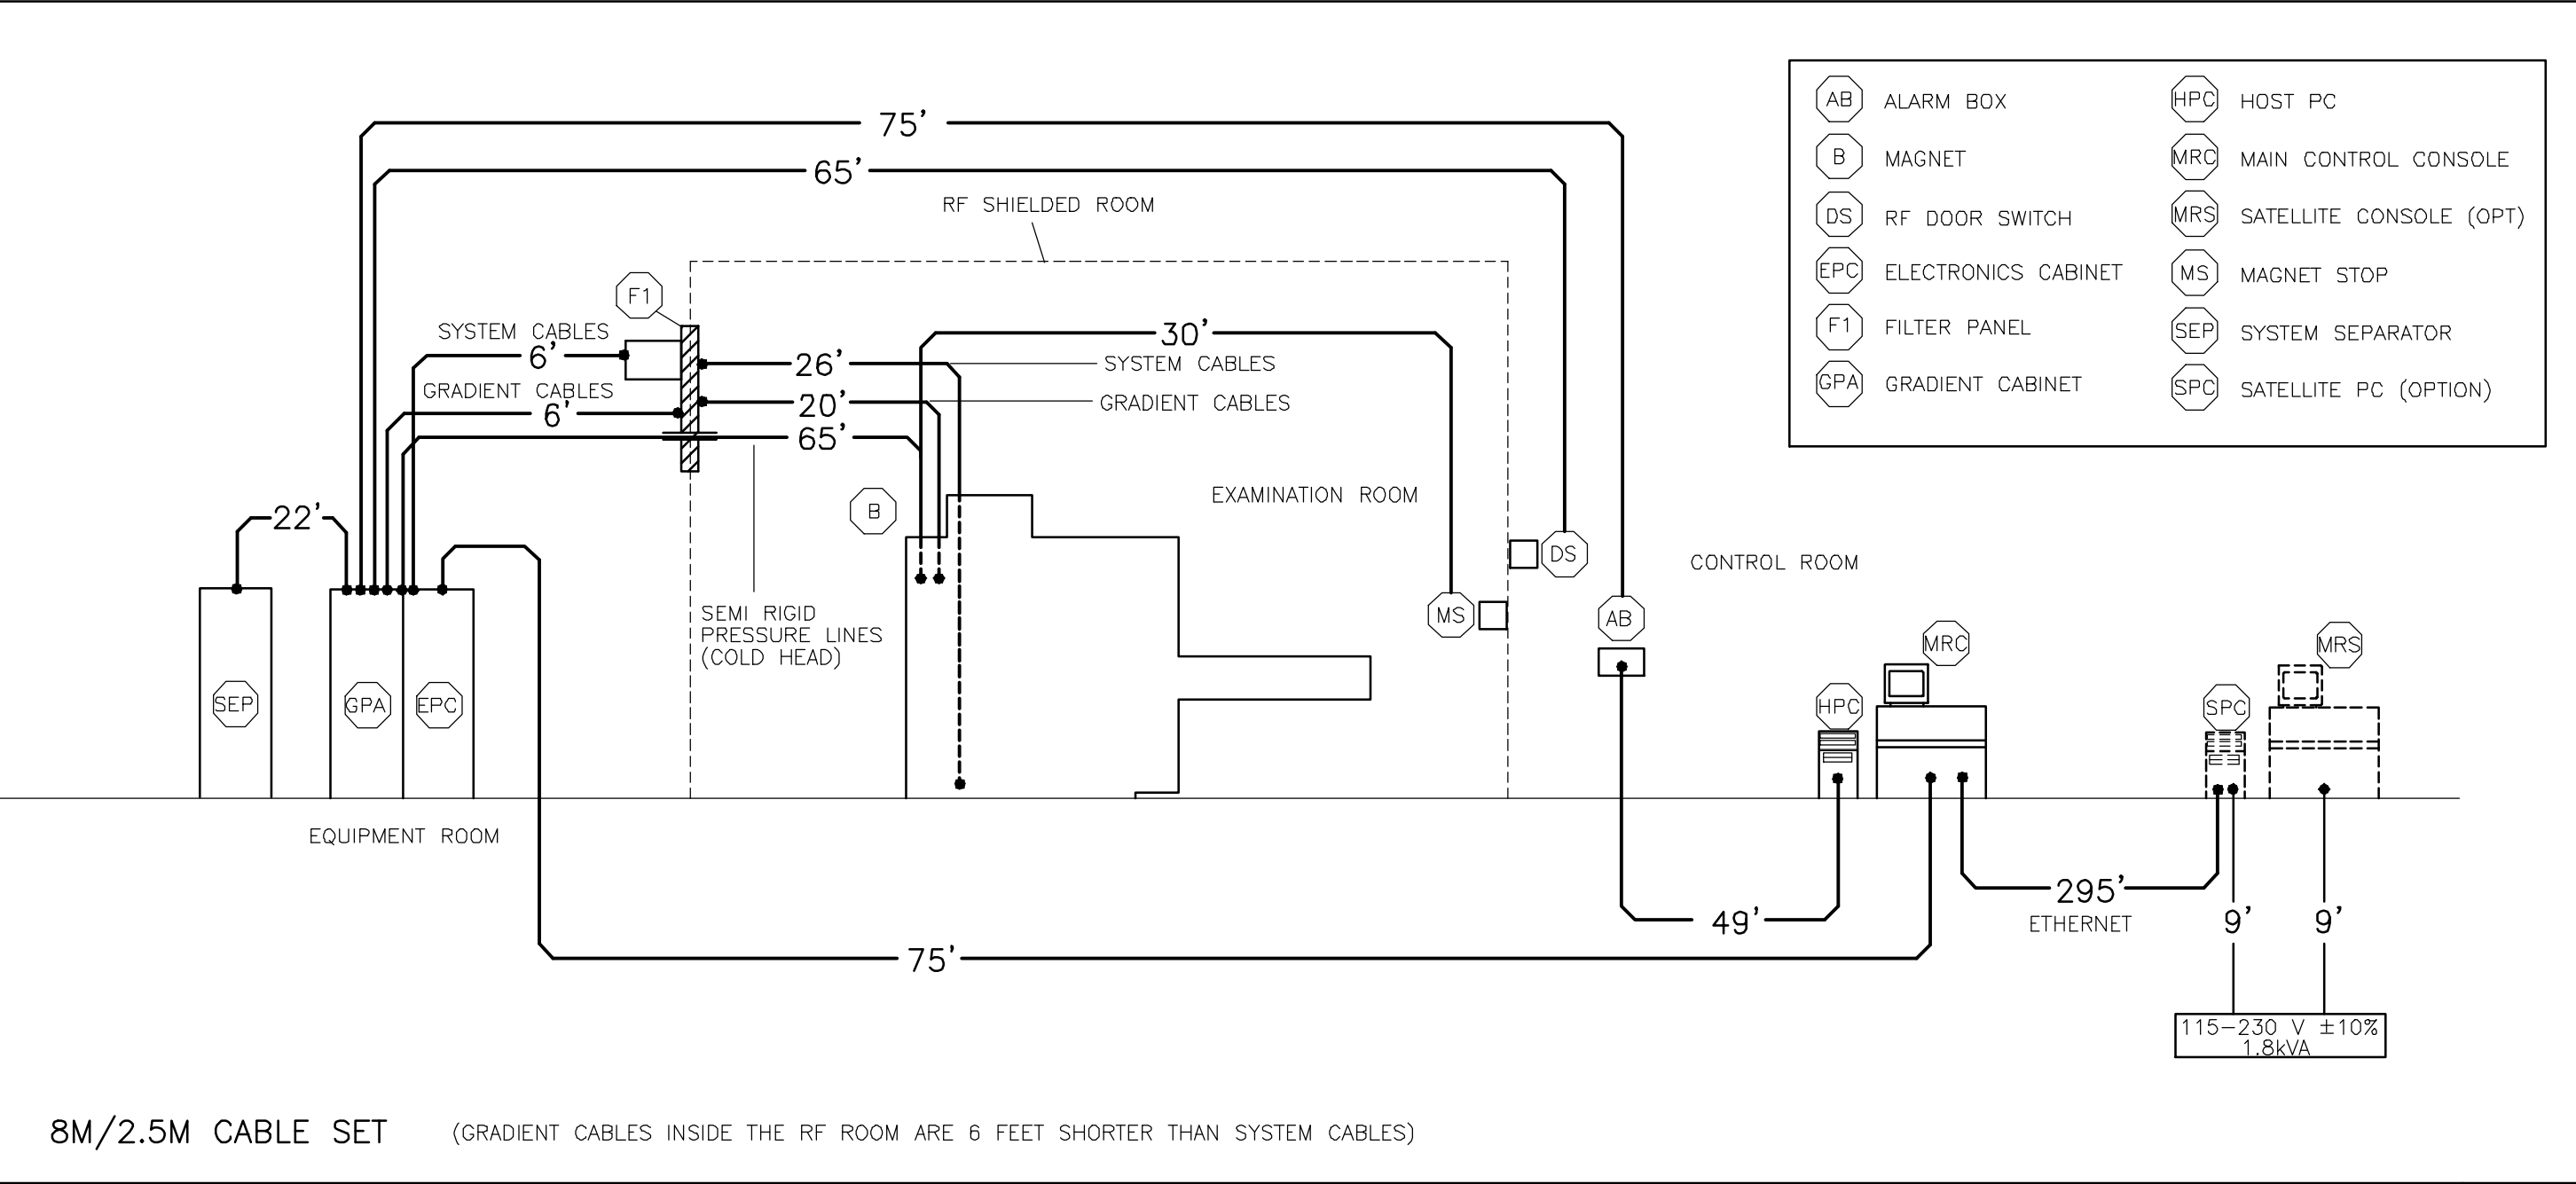 75'
65'
RF SHIELDED ROOM
F1
SYSTEM CABLES
6'
GRADIENT CABLES
6'
30'
26'
SYSTEM CABLES
20'
GRADIENT CABLES
65'
AB ALARM BOX
B MAGNET
DS RF DOOR SWITCH
EPC ELECTRONICS CABINET
F1 FILTER PANEL
GPA GRADIENT CABINET
HPC HOST PC
MRC MAIN CONTROL CONSOLE
MRS SATELLITE CONSOLE (OPT)
MS MAGNET STOP
SEP SYSTEM SEPARATOR
SPC SATELLITE PC (OPTION)
EXAMINATION ROOM
B
22'
DS
CONTROL ROOM
SEMI RIGID
PRESSURE LINES
(COLD HEAD)
MS
AB
MRC
MRS
SEP
GPA
EPC
HPC
SPC
EQUIPMENT ROOM
295'
ETHERNET
49'
9'
9'
75'
115-230 V ±10%
1.8kVA
8M/2.5M CABLE SET
(GRADIENT CABLES INSIDE THE RF ROOM ARE 6 FEET SHORTER THAN SYSTEM CABLES)